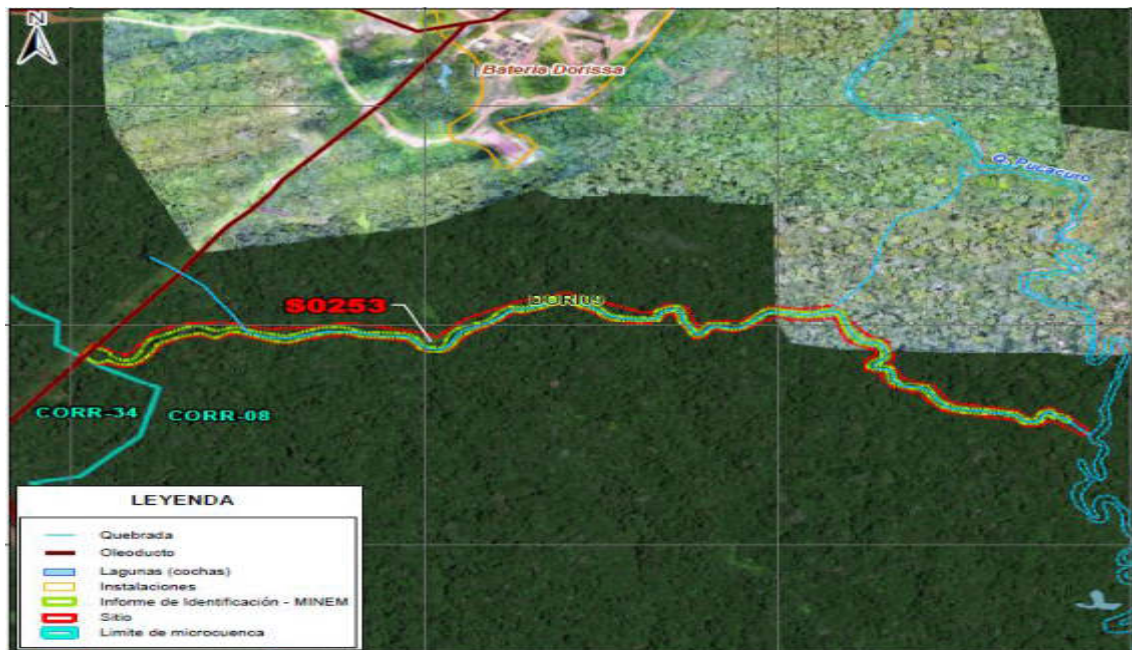 N
Batería Dorissa
Q. Pucacuro
S0253
DOR09
CORR-34
CORR-08
LEYENDA
Quebrada
Oleoducto
Lagunas (cochas)
Instalaciones
Informe de Identificación - MINEM
Sitio
Límite de microcuenca